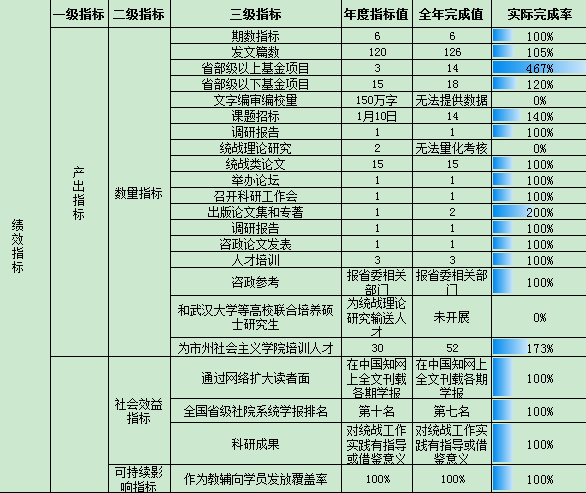 一级指标 二级指标 三级指标 年度指标值 全年完成值 实际完成率
期数指标 6 6 100%
发文篇数 120 126 105%
省部级以上基金项目 3 14 467%
省部级以下基金项目 15 18 120%
文字编审编校量 150万字 无法提供数据 0%
课题招标 1月10日 14 140%
调研报告 1 1 100%
统战理论研究 2 无法量化考核 0%
统战类论文 15 15 100%
举办论坛 1 1 100%
召开科研工作会 1 1 100%
出版论文集和专著 1 2 200%
调研报告 1 1 100%
咨政论文发表 1 1 100%
人才培训 3 3 100%
咨政参考 报省委相关部门 报省委相关部门 100%
和武汉大学等高校联合培养硕士研究生 为统战理论研究输送人才 未开展 0%
为市州社会主义学院培训人才 30 52 173%
绩效指标
产出指标
数量指标
通过网络扩大读者面 在中国知网上全文刊载各期学报 在中国知网上全文刊载各期学报 100%
社会效益指标
全国省级社院系统学报排名 第十名 第七名 100%
科研成果 对统战工作实践有指导或借鉴意义 对统战工作实践有指导或借鉴意义 100%
可持续影响指标 作为教辅向学员发放覆盖率 100% 100% 100%